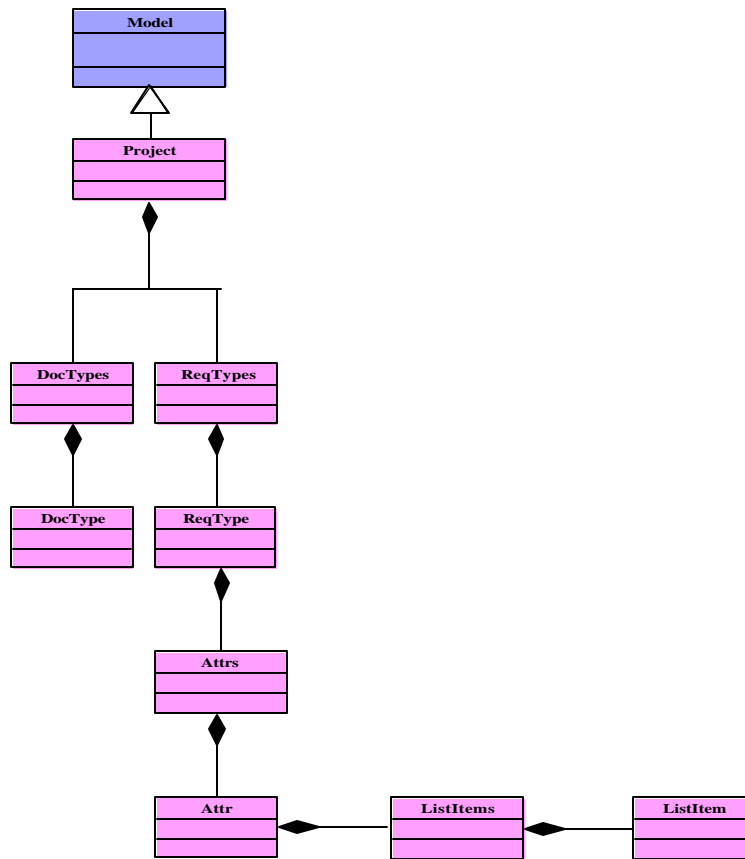 Model
Project
DocTypes
ReqTypes
DocType
ReqType
Attrs
Attr
ListItems
ListItem